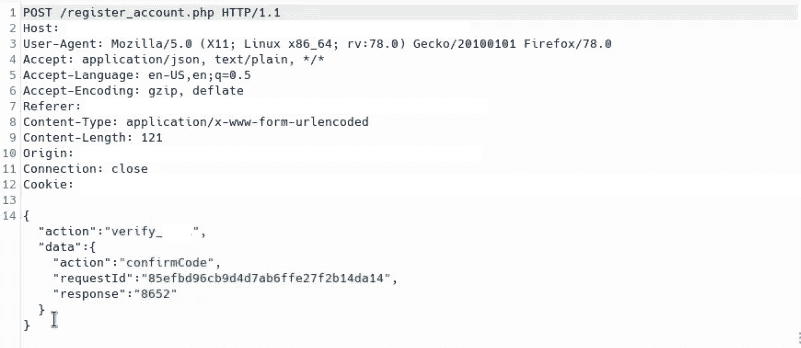 1 POST /register_account.php HTTP/1.1
2 Host:
3 User-Agent: Mozilla/5.0 (X11; Linux x86_64; rv:78.0) Gecko/20100101 Firefox/78.0
4 Accept: application/json, text/plain, */*
5 Accept-Language: en-US,en;q=0.5
6 Accept-Encoding: gzip, deflate
7 Referer:
8 Content-Type: application/x-www-form-urlencoded
9 Content-Length: 121
10 Origin:
11 Connection: close
12 Cookie:
13
14 {
"action":"verify_ ",
"data":{
"action":"confirmCode",
"requestId":"85efbd96cb9d4d7ab6ffe27f2b14da14",
"response":"8652"
}
}